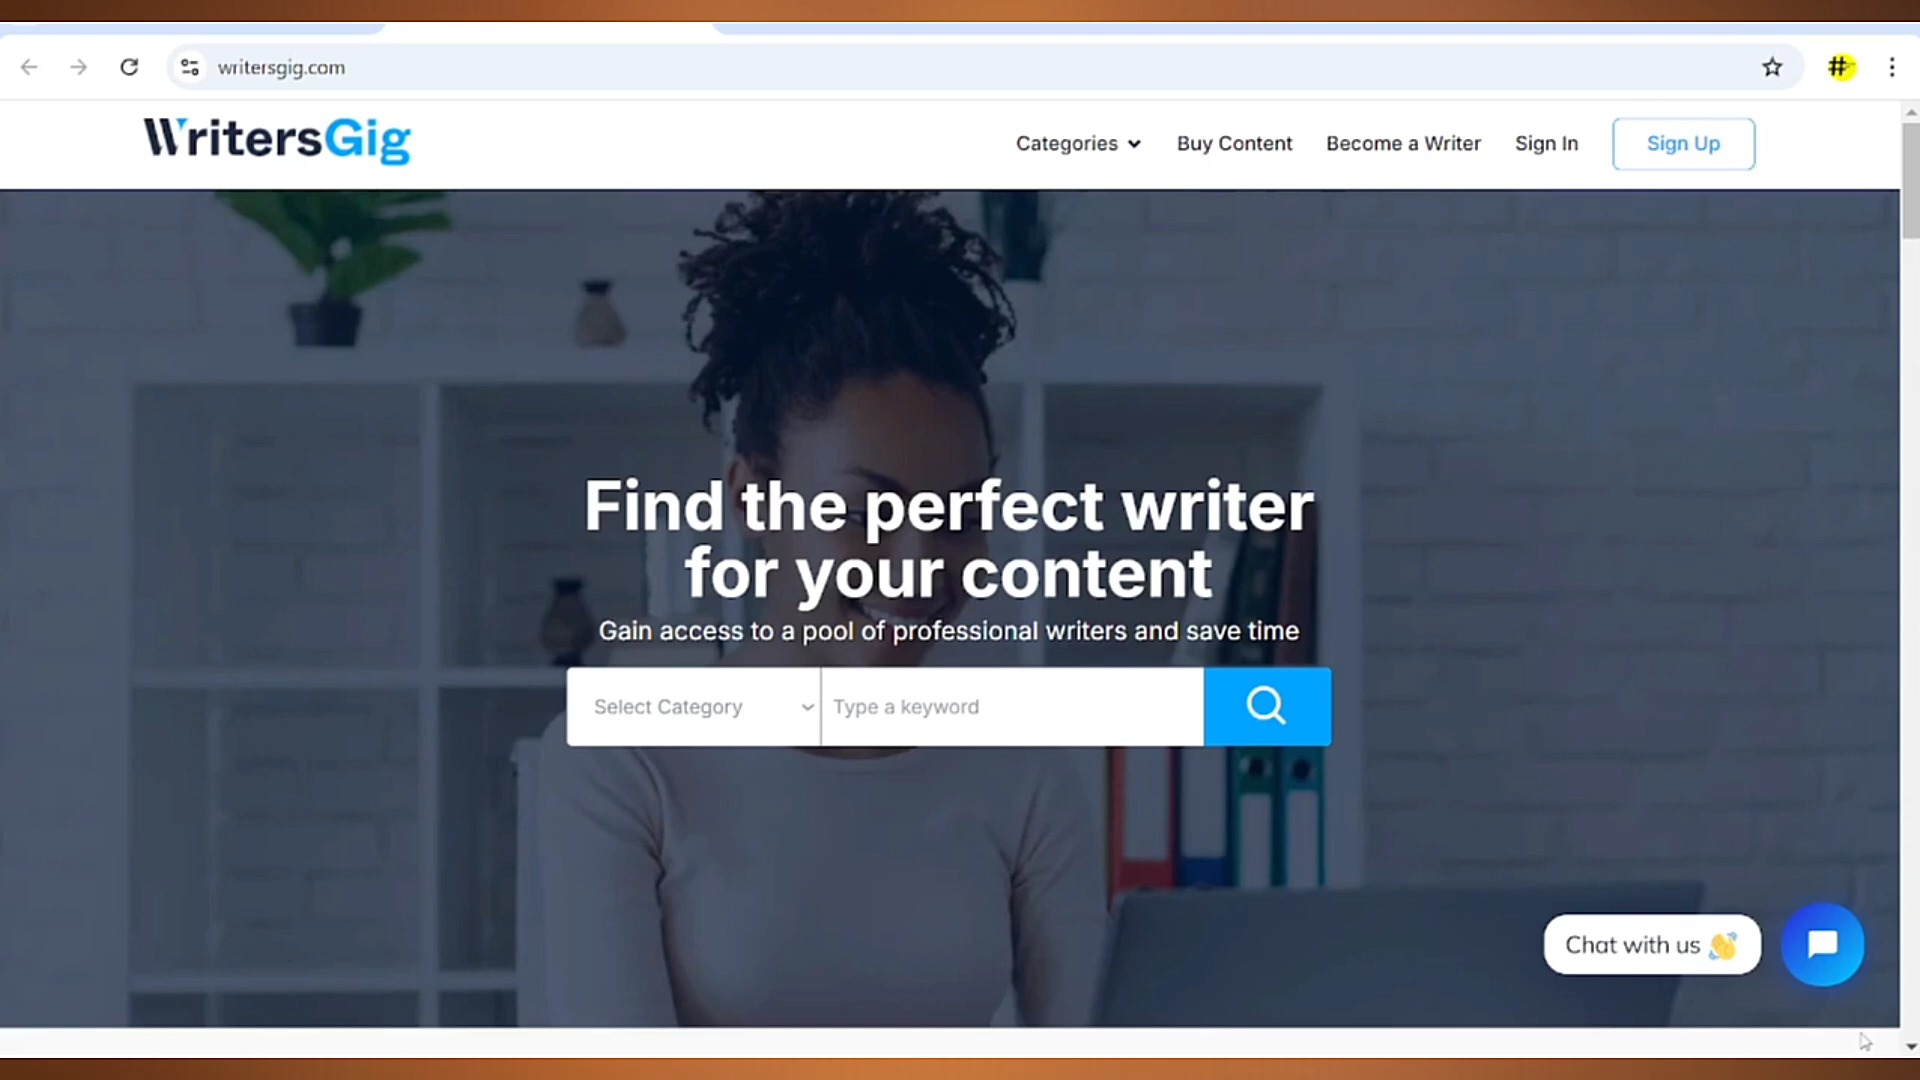 writersgig.com
WritersGig
Categories
Buy Content
Become a Writer
Sign In
Sign Up
Find the perfect writer
for your content
Gain access to a pool of professional writers and save time
Select Category
Type a keyword
Chat with us 👋